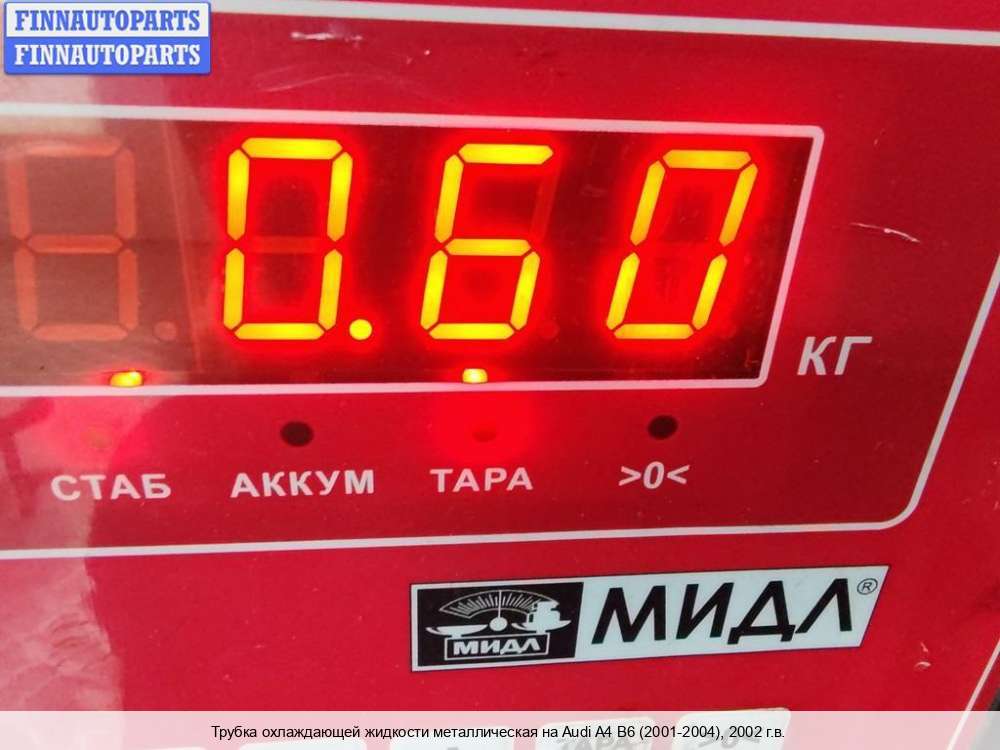 FINNAUTOPARTS
FINNAUTOPARTS
0.60
КГ
СТАБ АККУМ ТАРА >0<
МИДЛ МИДЛ®
Трубка охлаждающей жидкости металлическая на Audi A4 B6 (2001-2004), 2002 г.в.